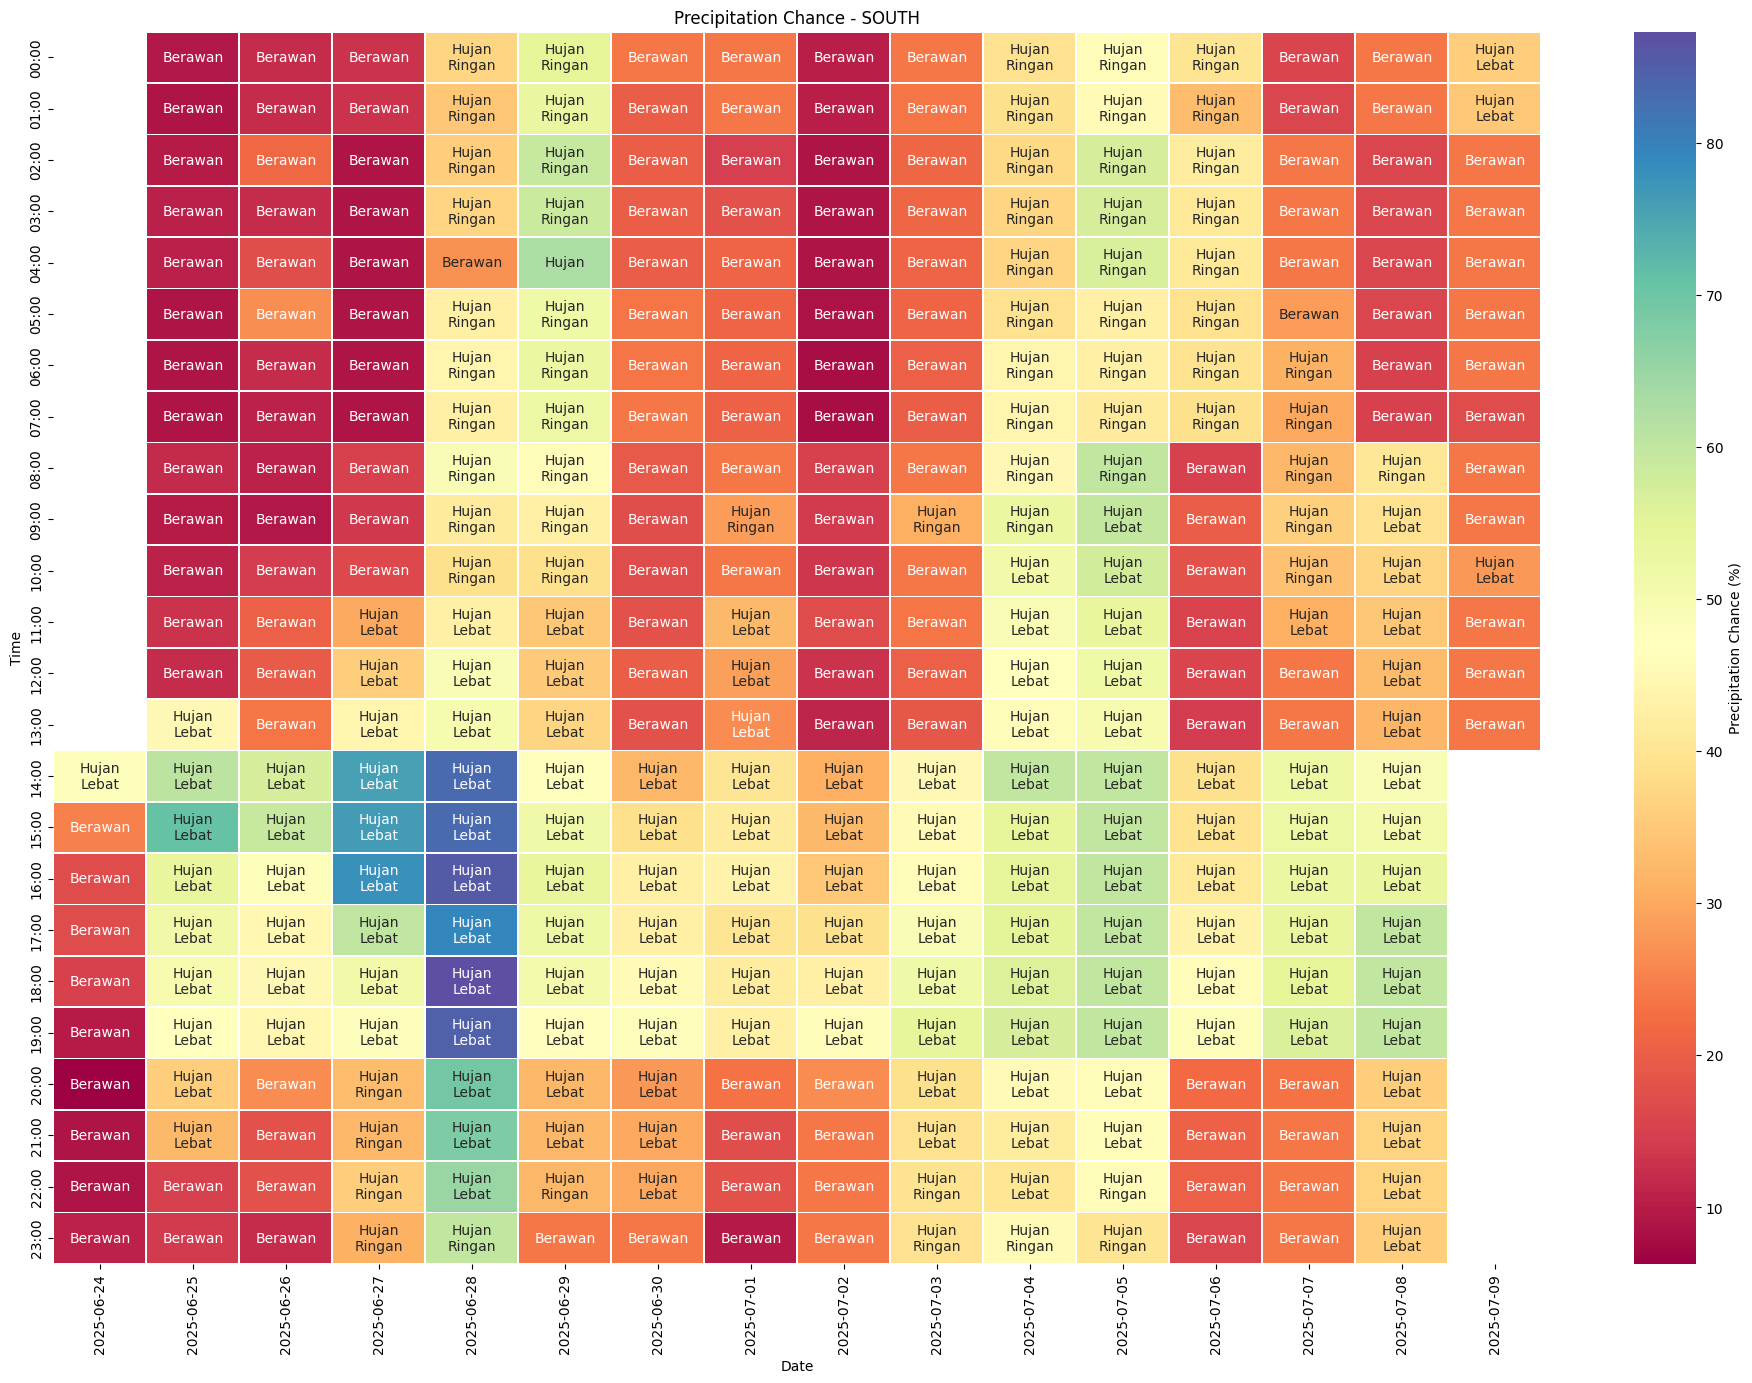 Precipitation Chance - SOUTH
00:00 Berawan Berawan Berawan Hujan Ringan Hujan Ringan Berawan Berawan Berawan Berawan Hujan Ringan Hujan Ringan Hujan Ringan Berawan Berawan Hujan Lebat
01:00 Berawan Berawan Berawan Hujan Ringan Hujan Ringan Berawan Berawan Berawan Berawan Hujan Ringan Hujan Ringan Hujan Ringan Berawan Berawan Hujan Lebat
02:00 Berawan Berawan Berawan Hujan Ringan Hujan Ringan Berawan Berawan Berawan Berawan Hujan Ringan Hujan Ringan Hujan Ringan Berawan Berawan Berawan
03:00 Berawan Berawan Berawan Hujan Ringan Hujan Ringan Berawan Berawan Berawan Berawan Hujan Ringan Hujan Ringan Hujan Ringan Berawan Berawan Berawan
04:00 Berawan Berawan Berawan Berawan Hujan Berawan Berawan Berawan Berawan Hujan Ringan Hujan Ringan Hujan Ringan Berawan Berawan Berawan
05:00 Berawan Berawan Berawan Hujan Ringan Hujan Ringan Berawan Berawan Berawan Berawan Hujan Ringan Hujan Ringan Hujan Ringan Berawan Berawan Berawan
06:00 Berawan Berawan Berawan Hujan Ringan Hujan Ringan Berawan Berawan Berawan Berawan Hujan Ringan Hujan Ringan Hujan Ringan Hujan Ringan Berawan Berawan
07:00 Berawan Berawan Berawan Hujan Ringan Hujan Ringan Berawan Berawan Berawan Berawan Hujan Ringan Hujan Ringan Hujan Ringan Hujan Ringan Berawan Berawan
08:00 Berawan Berawan Berawan Hujan Ringan Hujan Ringan Berawan Berawan Berawan Berawan Hujan Ringan Hujan Ringan Berawan Hujan Ringan Hujan Ringan Berawan
09:00 Berawan Berawan Berawan Hujan Ringan Hujan Ringan Berawan Hujan Ringan Berawan Hujan Ringan Hujan Ringan Hujan Lebat Berawan Hujan Ringan Hujan Lebat Berawan
10:00 Berawan Berawan Berawan Hujan Ringan Hujan Ringan Berawan Berawan Berawan Berawan Hujan Lebat Hujan Lebat Berawan Hujan Ringan Hujan Lebat Hujan Lebat
11:00 Berawan Berawan Hujan Lebat Hujan Lebat Hujan Lebat Berawan Hujan Lebat Berawan Berawan Hujan Lebat Hujan Lebat Berawan Hujan Lebat Hujan Lebat Berawan
12:00 Berawan Berawan Hujan Lebat Hujan Lebat Hujan Lebat Berawan Hujan Lebat Berawan Berawan Hujan Lebat Hujan Lebat Berawan Berawan Hujan Lebat Berawan
13:00 Hujan Lebat Berawan Hujan Lebat Hujan Lebat Hujan Lebat Berawan Hujan Lebat Berawan Berawan Hujan Lebat Hujan Lebat Berawan Berawan Hujan Lebat Berawan
14:00 Hujan Lebat Hujan Lebat Hujan Lebat Hujan Lebat Hujan Lebat Hujan Lebat Hujan Lebat Hujan Lebat Hujan Lebat Hujan Lebat Hujan Lebat Hujan Lebat Hujan Lebat Hujan Lebat Hujan Lebat
15:00 Berawan Hujan Lebat Hujan Lebat Hujan Lebat Hujan Lebat Hujan Lebat Hujan Lebat Hujan Lebat Hujan Lebat Hujan Lebat Hujan Lebat Hujan Lebat Hujan Lebat Hujan Lebat Hujan Lebat
16:00 Berawan Hujan Lebat Hujan Lebat Hujan Lebat Hujan Lebat Hujan Lebat Hujan Lebat Hujan Lebat Hujan Lebat Hujan Lebat Hujan Lebat Hujan Lebat Hujan Lebat Hujan Lebat Hujan Lebat
17:00 Berawan Hujan Lebat Hujan Lebat Hujan Lebat Hujan Lebat Hujan Lebat Hujan Lebat Hujan Lebat Hujan Lebat Hujan Lebat Hujan Lebat Hujan Lebat Hujan Lebat Hujan Lebat Hujan Lebat
18:00 Berawan Hujan Lebat Hujan Lebat Hujan Lebat Hujan Lebat Hujan Lebat Hujan Lebat Hujan Lebat Hujan Lebat Hujan Lebat Hujan Lebat Hujan Lebat Hujan Lebat Hujan Lebat Hujan Lebat
19:00 Berawan Hujan Lebat Hujan Lebat Hujan Lebat Hujan Lebat Hujan Lebat Hujan Lebat Hujan Lebat Hujan Lebat Hujan Lebat Hujan Lebat Hujan Lebat Hujan Lebat Hujan Lebat Hujan Lebat
20:00 Berawan Hujan Lebat Berawan Hujan Ringan Hujan Lebat Hujan Lebat Hujan Lebat Berawan Berawan Hujan Lebat Hujan Lebat Hujan Lebat Berawan Berawan Hujan Lebat
21:00 Berawan Hujan Lebat Berawan Hujan Ringan Hujan Lebat Hujan Lebat Hujan Lebat Berawan Berawan Hujan Lebat Hujan Lebat Hujan Lebat Berawan Berawan Hujan Lebat
22:00 Berawan Berawan Berawan Hujan Ringan Hujan Lebat Hujan Ringan Hujan Lebat Berawan Berawan Hujan Ringan Hujan Lebat Hujan Ringan Berawan Berawan Hujan Lebat
23:00 Berawan Berawan Berawan Hujan Ringan Hujan Ringan Berawan Berawan Berawan Berawan Hujan Ringan Hujan Ringan Hujan Ringan Berawan Berawan Hujan Lebat
Time
2025-06-24 2025-06-25 2025-06-26 2025-06-27 2025-06-28 2025-06-29 2025-06-30 2025-07-01 2025-07-02 2025-07-03 2025-07-04 2025-07-05 2025-07-06 2025-07-07 2025-07-08 2025-07-09
Date
80
70
60
50
40
30
20
10
Precipitation Chance (%)